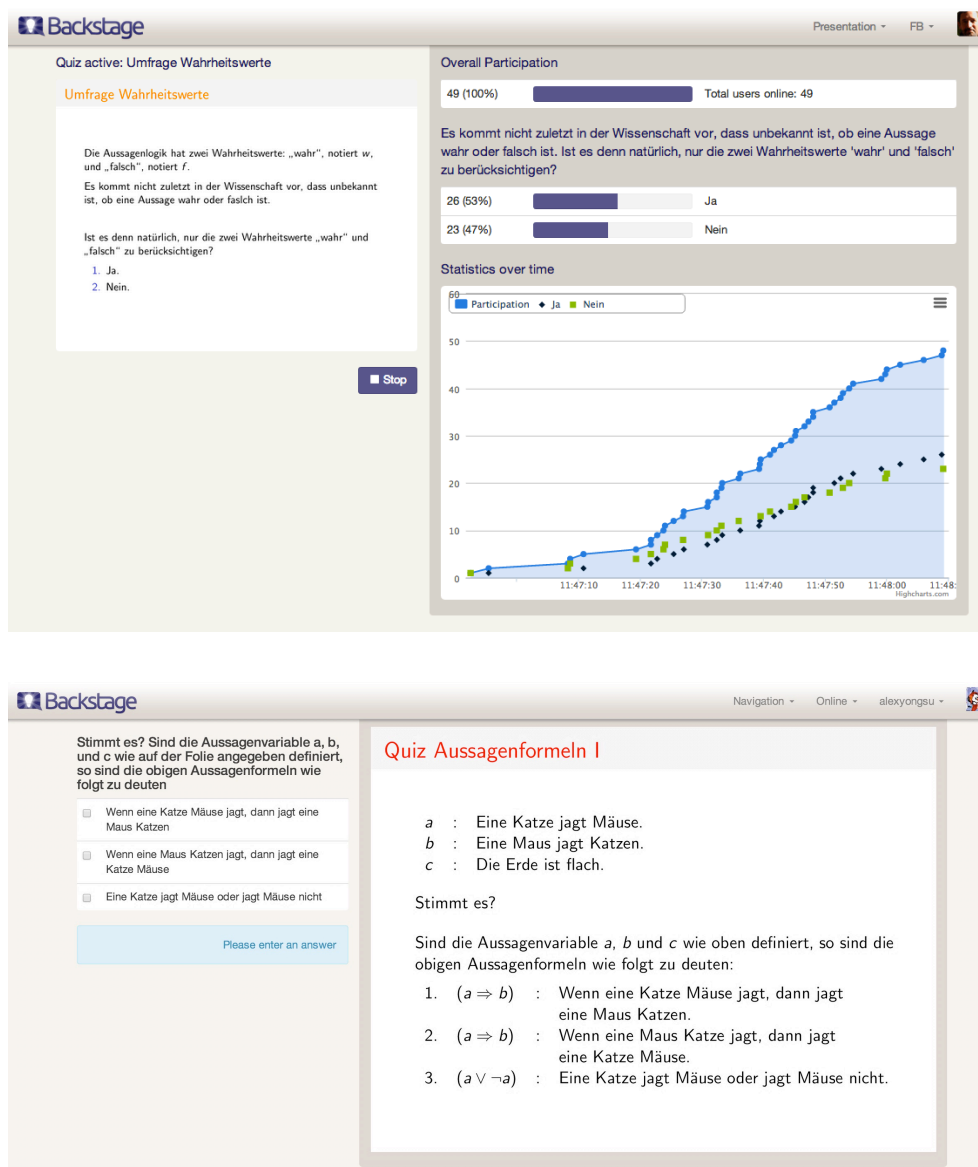 Backstage
Presentation
FB
Quiz active: Umfrage Wahrheitswerte
Umfrage Wahrheitswerte
Die Aussagenlogik hat zwei Wahrheitswerte: „wahr“, notiert w,
und „falsch“, notiert f.
Es kommt nicht zuletzt in der Wissenschaft vor, dass unbekannt
ist, ob eine Aussage wahr oder faslch ist.
Ist es denn natürlich, nur die zwei Wahrheitswerte „wahr“ und
„falsch“ zu berücksichtigen?
1. Ja.
2. Nein.
Stop
Overall Participation
49 (100%) Total users online: 49
Es kommt nicht zuletzt in der Wissenschaft vor, dass unbekannt ist, ob eine Aussage
wahr oder falsch ist. Ist es denn natürlich, nur die zwei Wahrheitswerte 'wahr' und 'falsch'
zu berücksichtigen?
26 (53%) Ja
23 (47%) Nein
Statistics over time
60
Participation Ja Nein
50
40
30
20
10
0
11:47:10 11:47:20 11:47:30 11:47:40 11:47:50 11:48:00 11:48:
Highcharts.com
Backstage
Navigation
Online
alexyongsu
Stimmt es? Sind die Aussagenvariable a, b,
und c wie auf der Folie angegeben definiert,
so sind die obigen Aussagenformeln wie
folgt zu deuten
Wenn eine Katze Mäuse jagt, dann jagt eine
Maus Katzen
Wenn eine Maus Katzen jagt, dann jagt eine
Katze Mäuse
Eine Katze jagt Mäuse oder jagt Mäuse nicht
Please enter an answer
Quiz Aussagenformeln I
a : Eine Katze jagt Mäuse.
b : Eine Maus jagt Katzen.
c : Die Erde ist flach.
Stimmt es?
Sind die Aussagenvariable a, b und c wie oben definiert, so sind die
obigen Aussagenformeln wie folgt zu deuten:
1. (a ⇒ b) : Wenn eine Katze Mäuse jagt, dann jagt
eine Maus Katzen.
2. (a ⇒ b) : Wenn eine Maus Katze jagt, dann jagt
eine Katze Mäuse.
3. (a ∨ ¬a) : Eine Katze jagt Mäuse oder jagt Mäuse nicht.